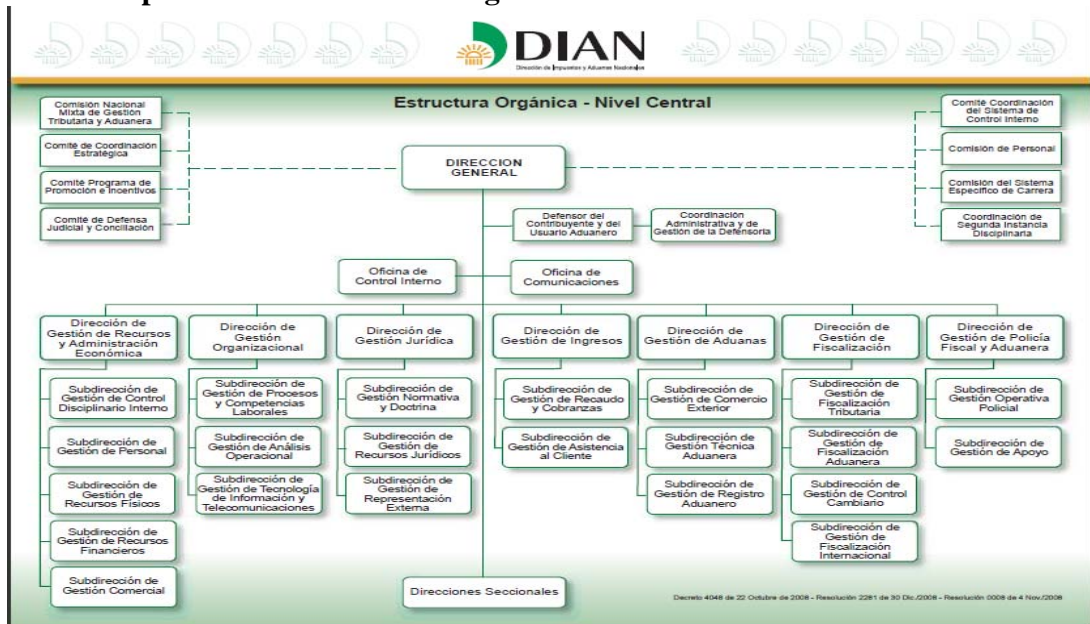 DIAN
Dirección de Impuestos y Aduanas Nacionales
Estructura Orgánica - Nivel Central
Comisión Nacional
Mixta de Gestión
Tributaria y Aduanera
Comité de Coordinación
Estratégica
Comité Programa de
Promoción e Incentivos
Comité de Defensa
Judicial y Conciliación
DIRECCION
GENERAL
Comité Coordinación
del Sistema de
Control Interno
Comisión de Personal
Comisión del Sistema
Específico de Carrera
Coordinación de
Segunda Instancia
Disciplinaria
Defensor del
Contribuyente y del
Usuario Aduanero
Coordinación
Administrativa y de
Gestión de la Defensoría
Oficina de
Control Interno
Oficina de
Comunicaciones
Dirección de
Gestión de Recursos
y Administración
Económica
Subdirección de
Gestión de Control
Disciplinario Interno
Subdirección de
Gestión de Personal
Subdirección de
Gestión de
Recursos Físicos
Subdirección de
Gestión de Recursos
Financieros
Subdirección de
Gestión Comercial
Dirección de
Gestión
Organizacional
Subdirección de
Gestión de Procesos
y Competencias
Laborales
Subdirección de
Gestión de Análisis
Operacional
Subdirección de
Gestión de Tecnología
de Información y
Telecomunicaciones
Dirección de
Gestión Jurídica
Subdirección de
Gestión Normativa
y Doctrina
Subdirección de
Gestión de
Recursos Jurídicos
Subdirección de
Gestión de
Representación
Externa
Dirección de
Gestión de Ingresos
Subdirección de
Gestión de Recaudo
y Cobranzas
Subdirección de
Gestión de Asistencia
al Cliente
Dirección de
Gestión de Aduanas
Subdirección de
Gestión de Comercio
Exterior
Subdirección de
Gestión Técnica
Aduanera
Subdirección de
Gestión de Registro
Aduanero
Dirección de
Gestión de
Fiscalización
Subdirección de
Gestión de
Fiscalización
Tributaria
Subdirección de
Gestión de
Fiscalización
Aduanera
Subdirección de
Gestión de Control
Cambiario
Subdirección de
Gestión de
Fiscalización
Internacional
Dirección de
Gestión de Policía
Fiscal y Aduanera
Subdirección de
Gestión Operativa
Policial
Subdirección de
Gestión de Apoyo
Direcciones Seccionales
Decreto 4048 de 22 Octubre de 2008 - Resolución 2281 de 30 Dic./2008 - Resolución 0008 de 4 Nov./2008